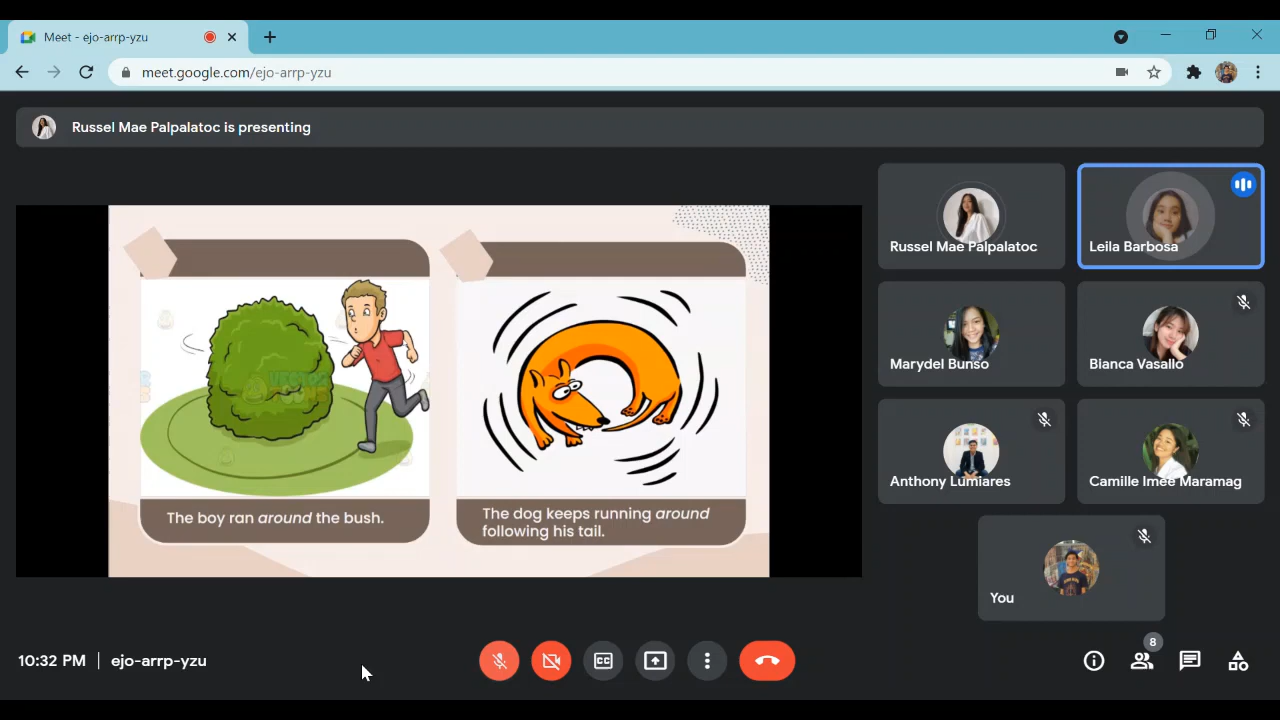 Meet - ejo-arrp-yzu
meet.google.com/ejo-arrp-yzu
Russel Mae Palpalatoc is presenting
The boy ran around the bush.
The dog keeps running around
following his tail.
Russel Mae Palpalatoc
Leila Barbosa
Marydel Bunso
Bianca Vasallo
Anthony Lumiares
Camille Imee Maramag
You
10:32 PM | ejo-arrp-yzu
CC
8